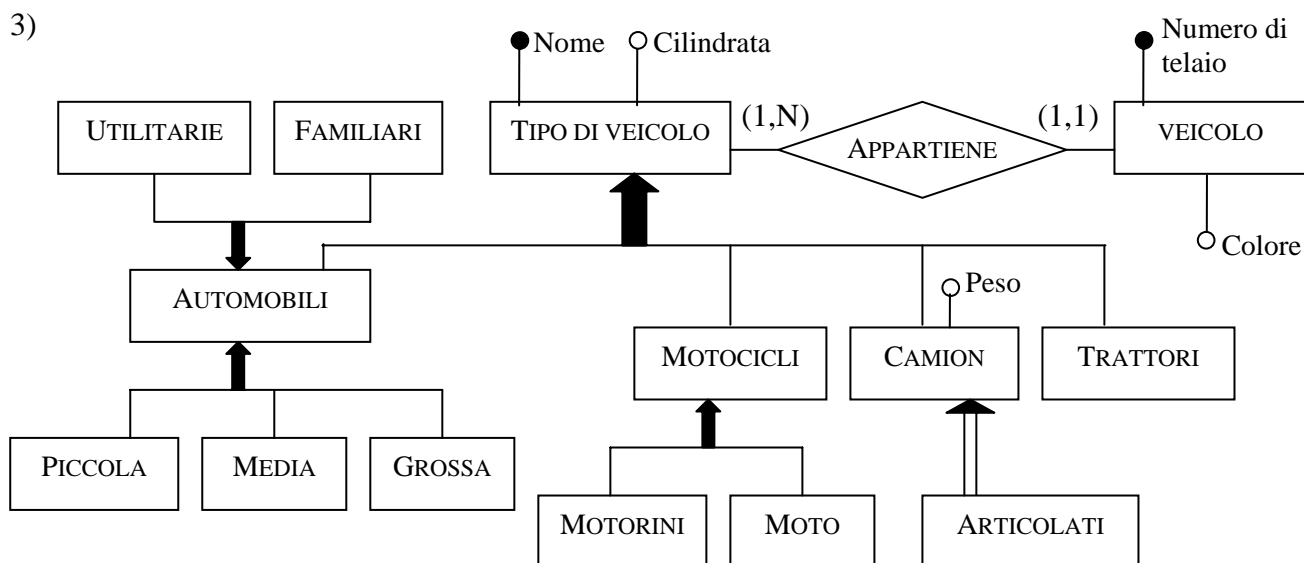 3)
Nome
Cilindrata
Numero di
telaio
UTILITARIE
FAMILIARI
TIPO DI VEICOLO
(1,N)
APPARTIENE
(1,1)
VEICOLO
Colore
AUTOMOBILI
Peso
MOTOCICLI
CAMION
TRATTORI
PICCOLA
MEDIA
GROSSA
MOTORINI
MOTO
ARTICOLATI